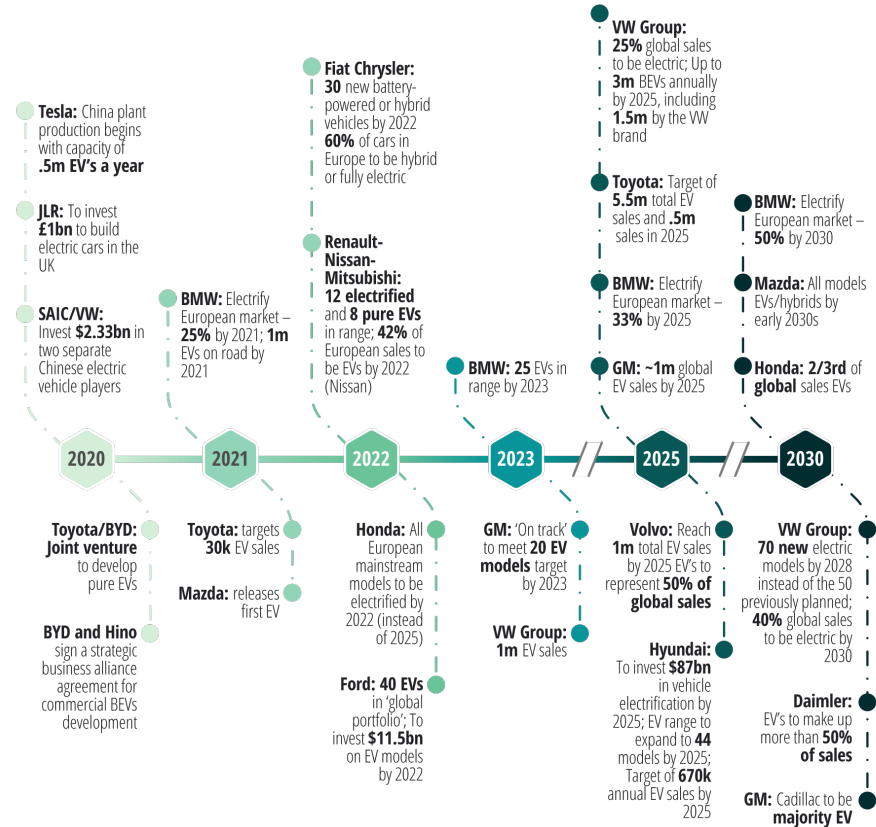 Tesla: China plant
production begins
with capacity of
.5m EV’s a year
JLR: To invest
£1bn to build
electric cars in the
UK
SAIC/VW:
Invest $2.33bn in
two separate
Chinese electric
vehicle players
BMW: Electrify
European market –
25% by 2021; 1m
EVs on road by
2021
Fiat Chrysler:
30 new battery-
powered or hybrid
vehicles by 2022
60% of cars in
Europe to be hybrid
or fully electric
Renault-
Nissan-
Mitsubishi:
12 electrified
and 8 pure EVs
in range; 42% of
European sales to
be EVs by 2022
(Nissan)
BMW: 25 EVs in
range by 2023
VW Group:
25% global sales
to be electric; Up to
3m BEVs annually
by 2025, including
1.5m by the VW
brand
Toyota: Target of
5.5m total EV
sales and .5m
sales in 2025
BMW: Electrify
European market –
33% by 2025
GM: ~1m global
EV sales by 2025
BMW: Electrify
European market –
50% by 2030
Mazda: All models
EVs/hybrids by
early 2030s
Honda: 2/3rd of
global sales EVs
2020
2021
2022
2023
2025
2030
Toyota/BYD:
Joint venture
to develop
pure EVs
BYD and Hino
sign a strategic
business alliance
agreement for
commercial BEVs
development
Toyota: targets
30k EV sales
Mazda: releases
first EV
Honda: All
European
mainstream
models to be
electrified by
2022 (instead
of 2025)
Ford: 40 EVs
in ‘global
portfolio’; To
invest $11.5bn
on EV models
by 2022
GM: ‘On track’
to meet 20 EV
models target
by 2023
VW Group:
1m EV sales
Volvo: Reach
1m total EV sales
by 2025 EV’s to
represent 50% of
global sales
Hyundai:
To invest $87bn
in vehicle
electrification by
2025; EV range to
expand to 44
models by 2025;
Target of 670k
annual EV sales by
2025
VW Group:
70 new electric
models by 2028
instead of the 50
previously planned;
40% global sales
to be electric by
2030
Daimler:
EV’s to make up
more than 50%
of sales
GM: Cadillac to be
majority EV